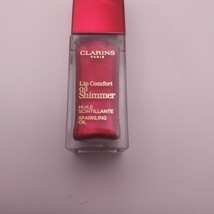 CLARINS
PARIS
Lip Comfort
Oil
Shimmer
HUILE
SCINTILLANTE
SPARKLING
OIL